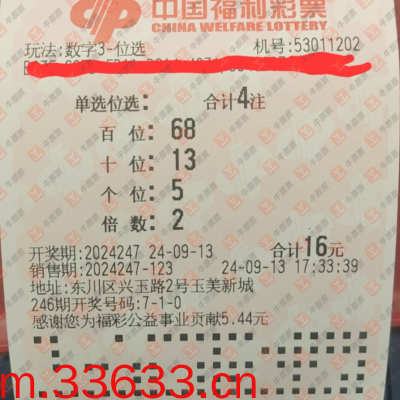 中国福利彩票
CHINA WELFARE LOTTERY
玩法:数字3-位选 机号:53011202
单选位选: 合计4注
百位:68
十位:13
个位:5
倍数:2
开奖期:2024247 24-09-13 合计16元
销售期:2024247-123 24-09-13 17:33:39
地址:东川区兴玉路2号玉美新城
246期开奖号码:7-1-0
感谢您为福彩公益事业贡献5.44元
m.33633.cn